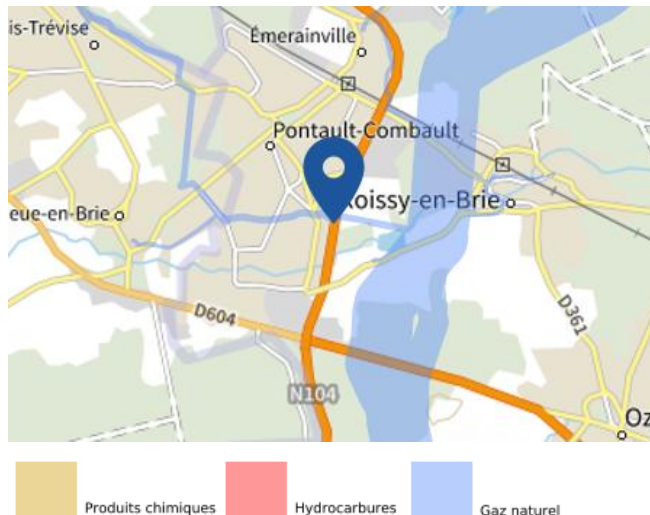 is-Trévise
Émerainville
Pontault-Combault
oissy-en-Brie
eue-en-Brie
D604
D361
N104
Oz
Produits chimiques
Hydrocarbures
Gaz naturel